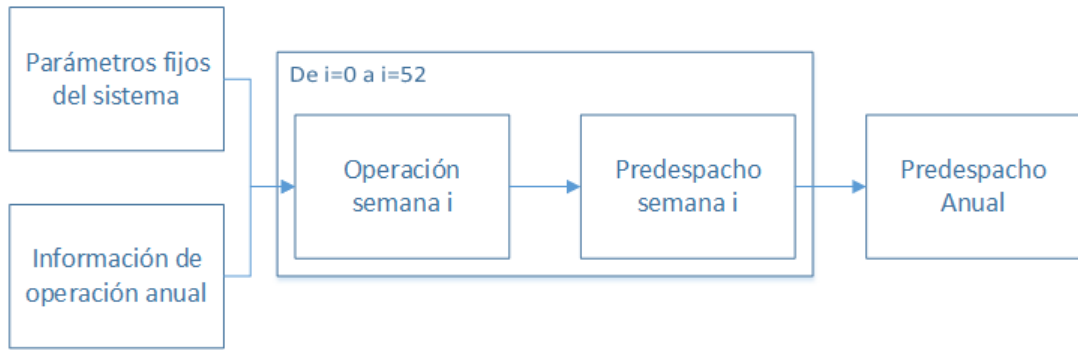 Parámetros fijos
del sistema
Información de
operación anual
De i=0 a i=52
Operación
semana i
Predespacho
semana i
Predespacho
Anual